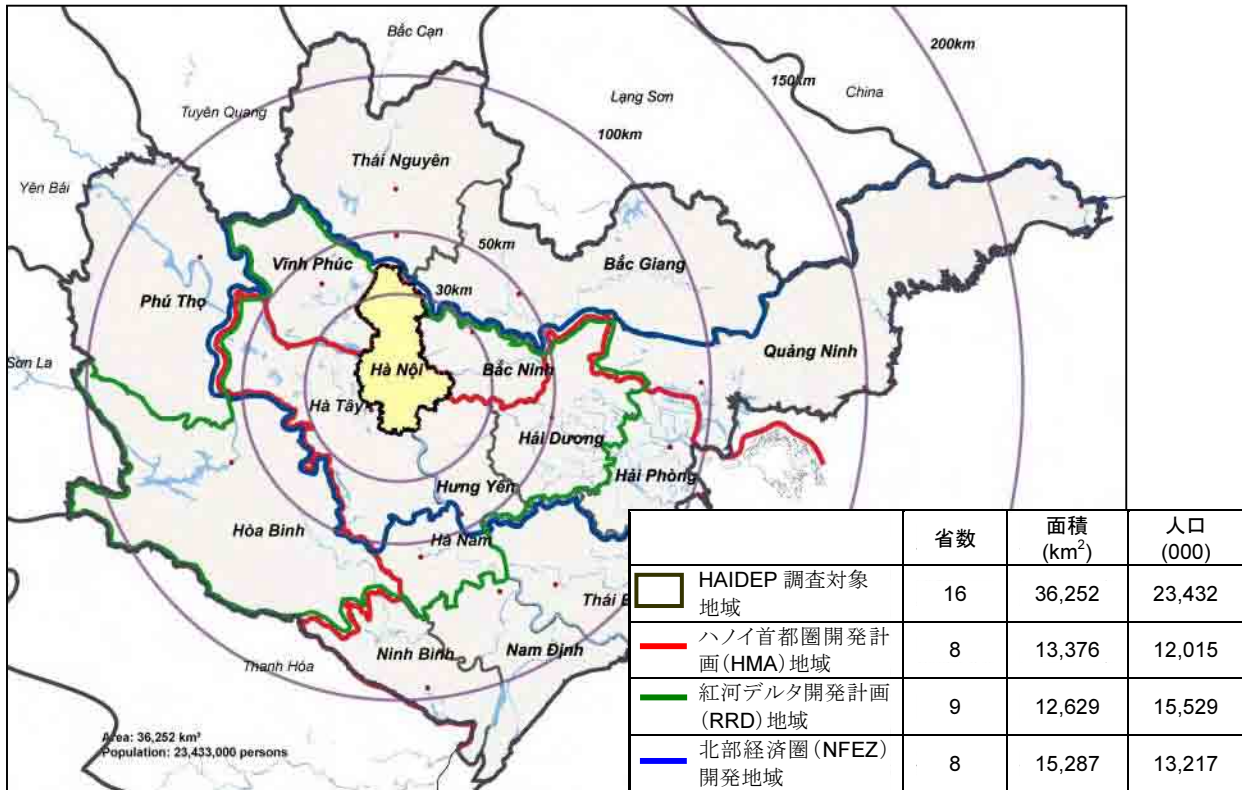 Bắc Cạn
200km
150km
China
Tuyên Quang
Lạng Sơn
100km
Thái Nguyên
Yên Bái
50km
Vĩnh Phúc
Bắc Giang
30km
Phú Thọ
Quảng Ninh
Sơn La
Hà Nội
Bắc Ninh
Hà Tây
Hải Dương
Hải Phòng
Hưng Yên
Hòa Bình
Hà Nam
Thái B
Nam Định
Ninh Bình
Thanh Hóa
Area: 36,252 km²
Population: 23,433,000 persons
省数 面積 (km²) 人口 (000)
HAIDEP 調査対象
地域 16 36,252 23,432
ハノイ首都圏開発計
画(HMA)地域 8 13,376 12,015
紅河デルタ開発計画
(RRD)地域 9 12,629 15,529
北部経済圏(NFEZ)
開発地域 8 15,287 13,217